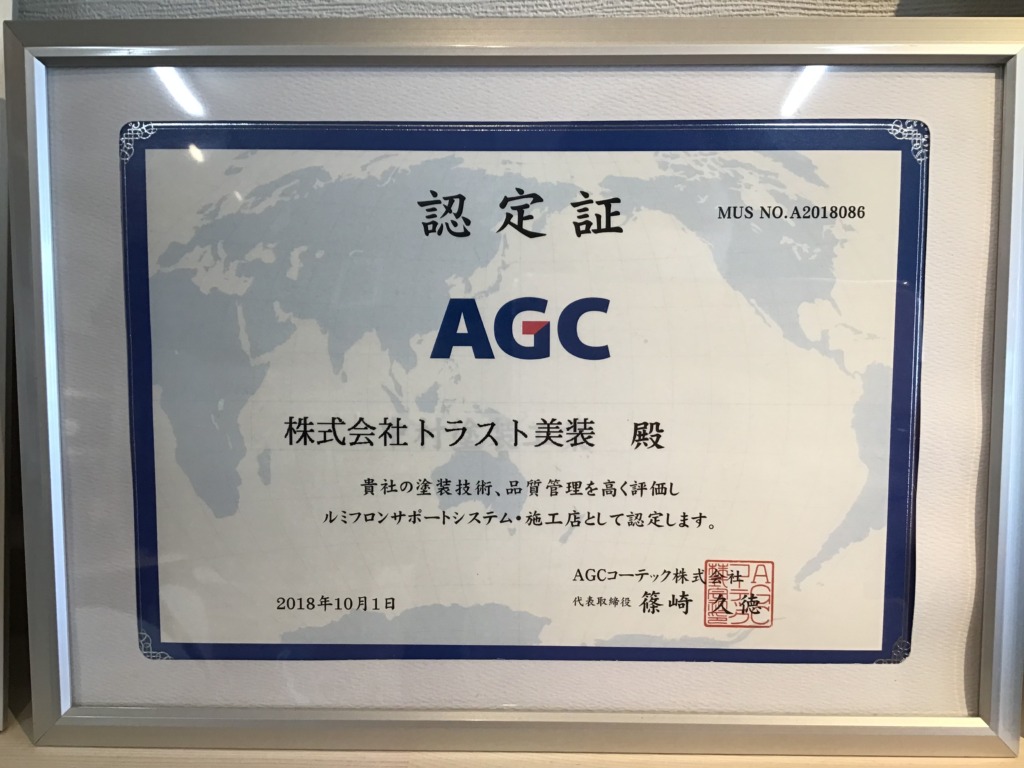 認定証
MUS NO.A2018086
AGC
株式会社トラスト美装 殿
貴社の塗装技術、品質管理を高く評価し
ルミフロンサポートシステム・施工店として認定します。
AGCコーテック株式会社
2018年10月1日
代表取締役 篠崎 久德